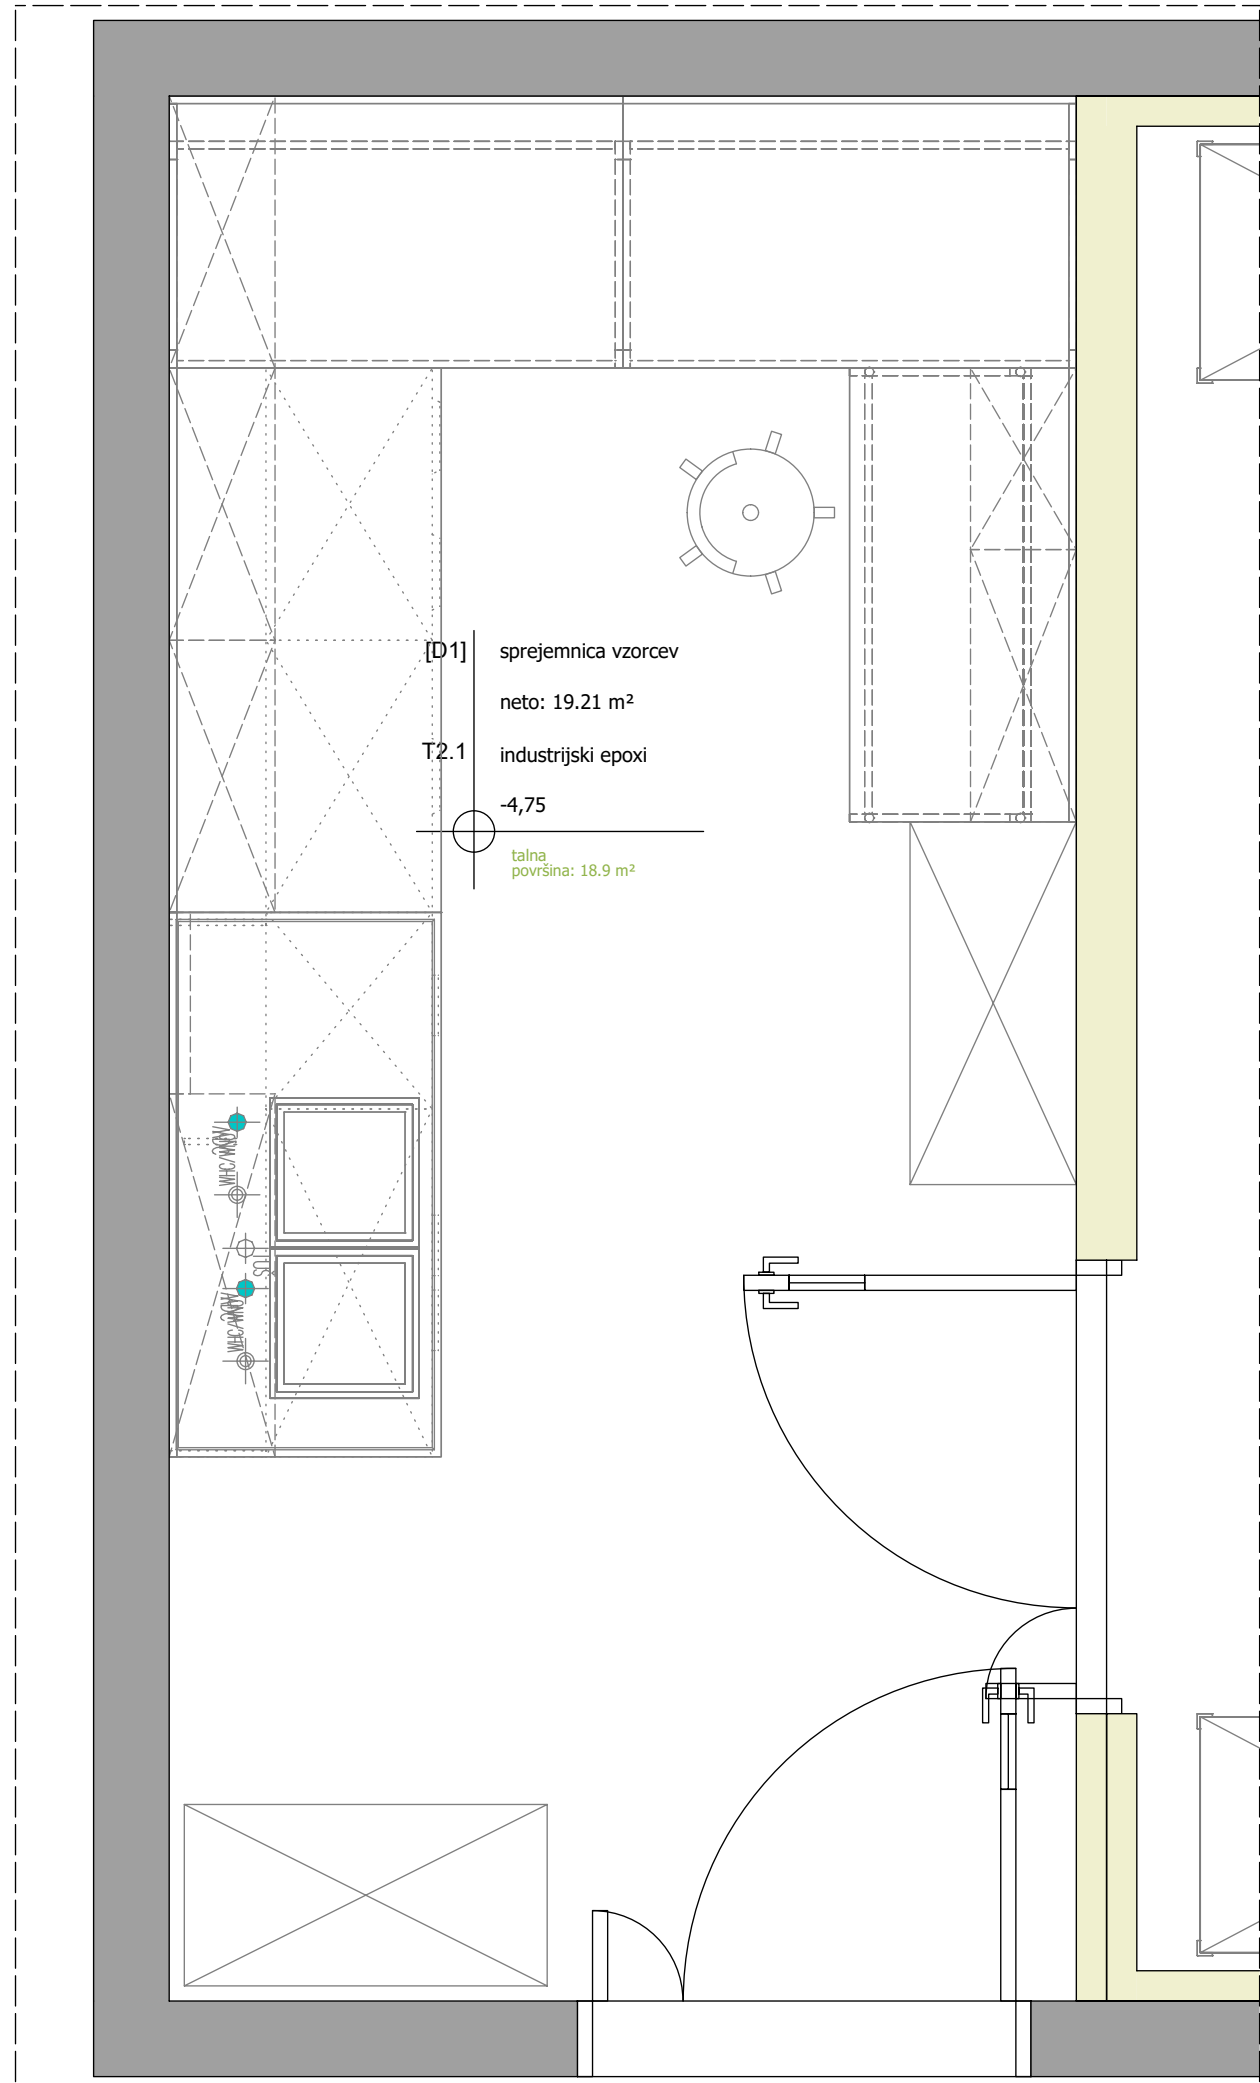 [D1] sprejemnica vzorcev
neto: 19.21 m²
T2.1 industrijski epoxi
-4,75
talna
površina: 18.9 m²